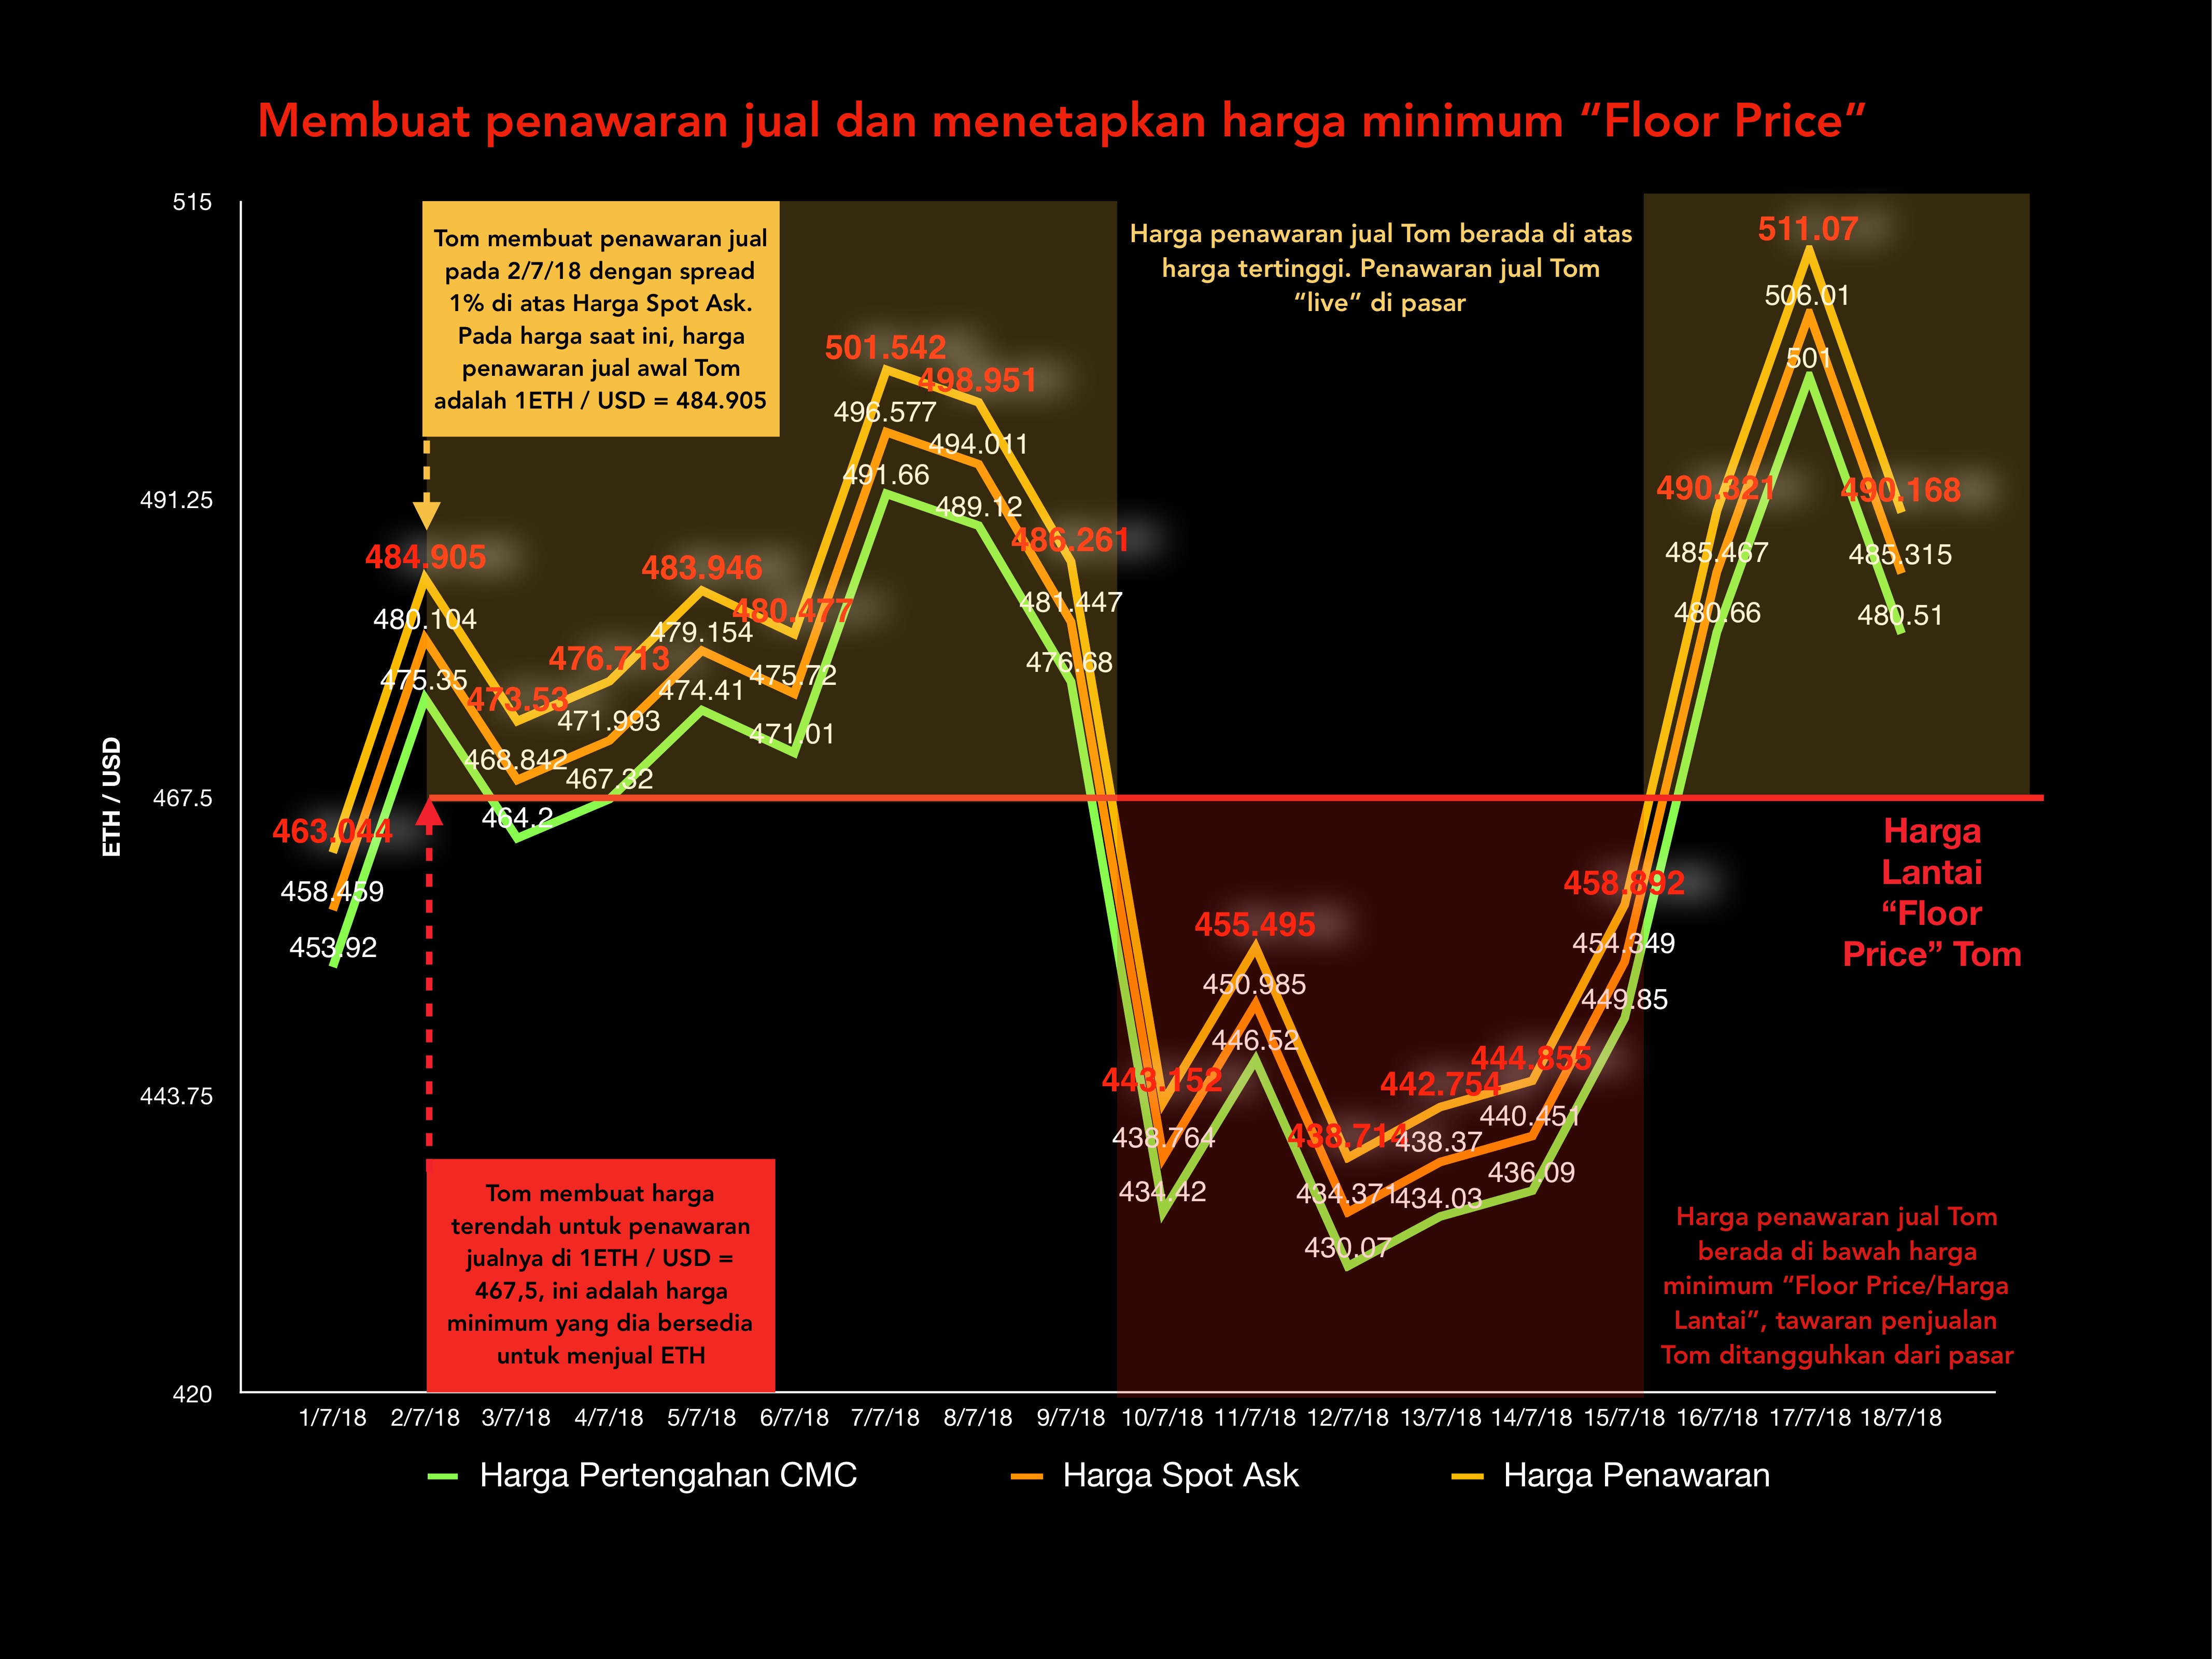 Membuat penawaran jual dan menetapkan harga minimum “Floor Price”
515
491.25
467.5
443.75
420
ETH / USD
Tom membuat penawaran jual
pada 2/7/18 dengan spread
1% di atas Harga Spot Ask.
Pada harga saat ini, harga
penawaran jual awal Tom
adalah 1ETH / USD = 484.905
Harga penawaran jual Tom berada di atas
harga tertinggi. Penawaran jual Tom
“live” di pasar
463.044
458.459
453.92
484.905
480.104
475.35
473.53
468.842
464.2
476.713
471.993
467.32
483.946
479.154
474.41
480.477
475.72
471.01
501.542
496.577
491.66
498.951
494.011
489.12
486.261
481.447
476.68
443.152
438.764
434.42
455.495
450.985
446.52
438.714
434.371
430.07
442.754
438.37
434.03
444.855
440.451
436.09
458.892
454.349
449.85
490.321
485.467
480.66
511.07
506.01
501
490.168
485.315
480.51
Harga
Lantai
“Floor
Price” Tom
Tom membuat harga
terendah untuk penawaran
jualnya di 1ETH / USD =
467,5, ini adalah harga
minimum yang dia bersedia
untuk menjual ETH
Harga penawaran jual Tom
berada di bawah harga
minimum “Floor Price/Harga
Lantai”, tawaran penjualan
Tom ditangguhkan dari pasar
1/7/18 2/7/18 3/7/18 4/7/18 5/7/18 6/7/18 7/7/18 8/7/18 9/7/18 10/7/18 11/7/18 12/7/18 13/7/18 14/7/18 15/7/18 16/7/18 17/7/18 18/7/18
Harga Pertengahan CMC Harga Spot Ask Harga Penawaran